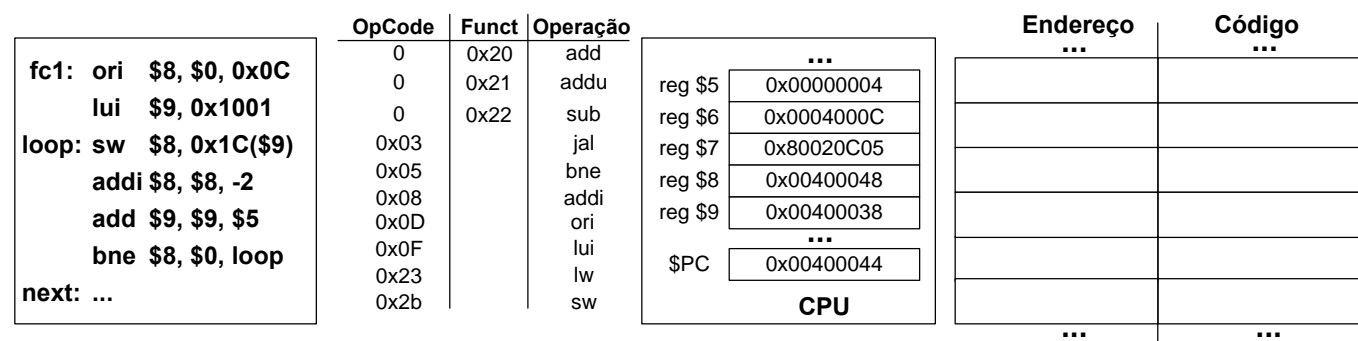 fc1: ori $8, $0, 0x0C
lui $9, 0x1001
loop: sw $8, 0x1C($9)
addi $8, $8, -2
add $9, $9, $5
bne $8, $0, loop
next: ...
OpCode Funct Operação
0 0x20 add
0 0x21 addu
0 0x22 sub
0x03 jal
0x05 bne
0x08 addi
0x0D ori
0x0F lui
0x23 lw
0x2b sw
...
reg $5 0x00000004
reg $6 0x0004000C
reg $7 0x80020C05
reg $8 0x00400048
reg $9 0x00400038
...
$PC 0x00400044
CPU
Endereço Código
... ...
... ...